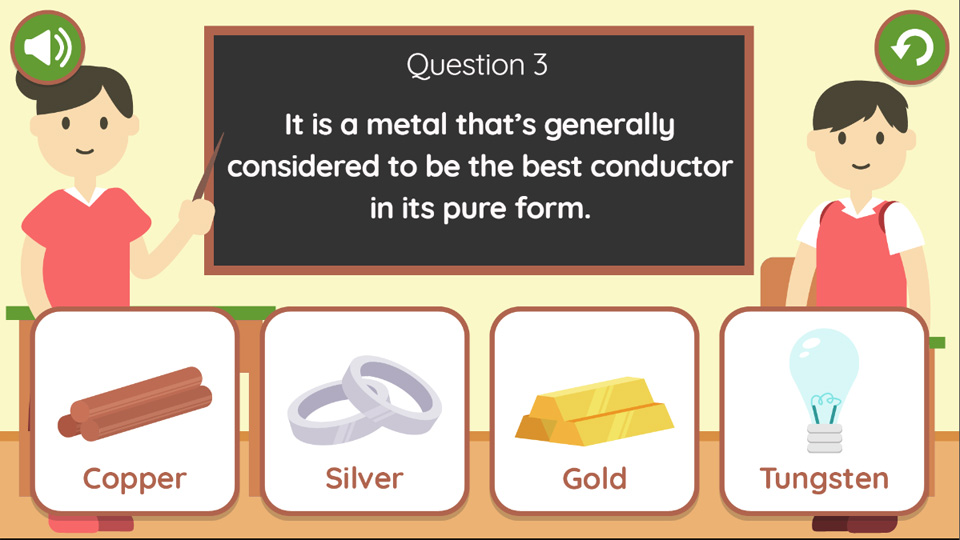 Question 3
It is a metal that's generally
considered to be the best conductor
in its pure form.
Copper
Silver
Gold
Tungsten